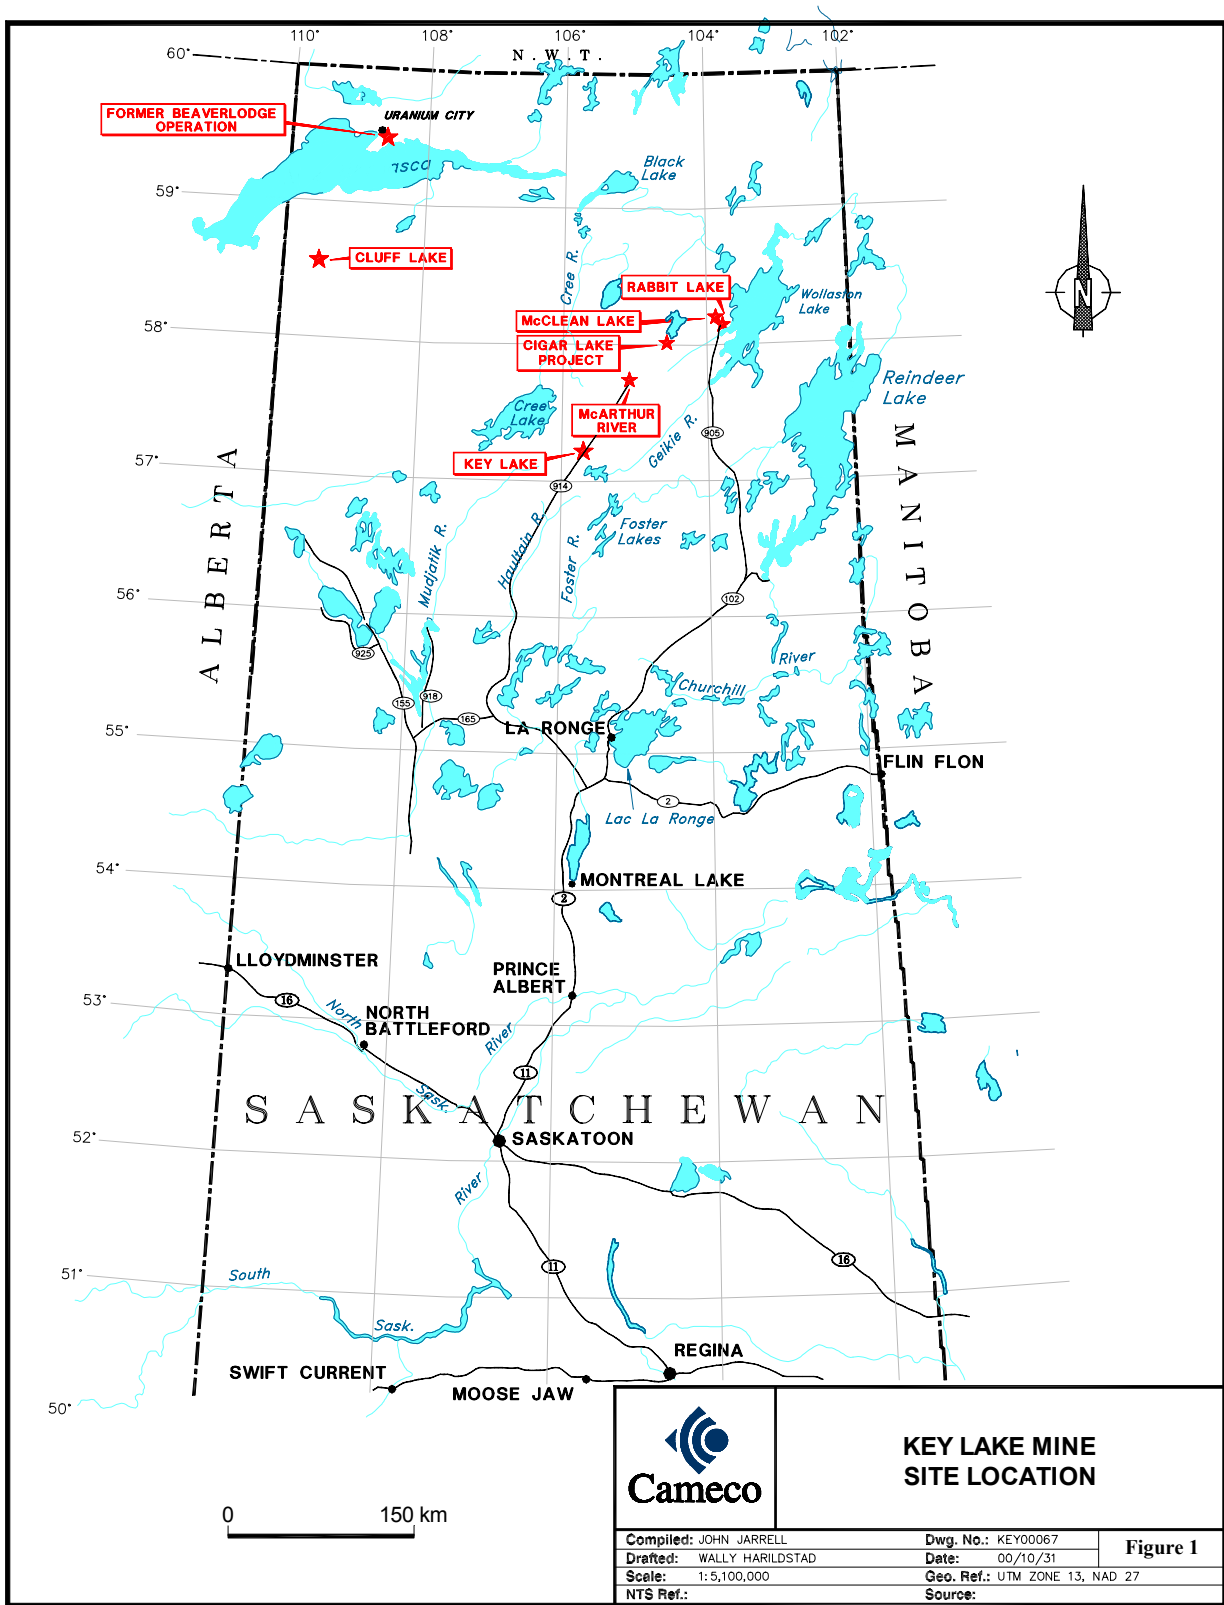 110°
108°
106°
104°
102°
60°
N. W. T.
FORMER BEAVERLODGE
OPERATION
URANIUM CITY
Black
Lake
59°
CLUFF LAKE
Cree R.
RABBIT LAKE
Wollaston
Lake
McCLEAN LAKE
58°
CIGAR LAKE
PROJECT
Reindeer
Lake
Cree
Lake
McARTHUR
RIVER
Geikie R.
905
KEY LAKE
57°
914
ALBERTA
MANITOBA
Mudjatik R.
Haultain R.
Foster R.
Foster
Lakes
56°
102
925
River
Churchill
155
918
165
55°
LA RONGE
FLIN FLON
2
Lac La Ronge
54°
MONTREAL LAKE
2
LLOYDMINSTER
PRINCE
ALBERT
53°
16
North
NORTH
BATTLEFORD
River
11
Sask.
SASKATCHEWAN
52°
SASKATOON
River
16
51°
South
11
Sask.
REGINA
SWIFT CURRENT
MOOSE JAW
50°
0
150 km
Cameco
KEY LAKE MINE
SITE LOCATION
Compiled: JOHN JARRELL
Dwg. No.: KEY00067
Figure 1
Drafted: WALLY HARILDSTAD
Date: 00/10/31
Scale: 1:5,100,000
Geo. Ref.: UTM ZONE 13, NAD 27
NTS Ref.:
Source:
N